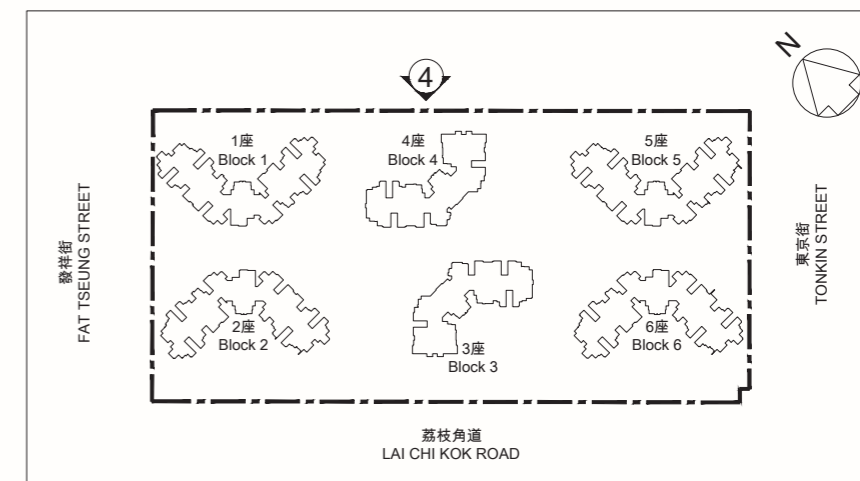 N
4
1座
Block 1
4座
Block 4
5座
Block 5
發祥街
FAT TSEUNG STREET
東京街
TONKIN STREET
2座
Block 2
3座
Block 3
6座
Block 6
荔枝角道
LAI CHI KOK ROAD